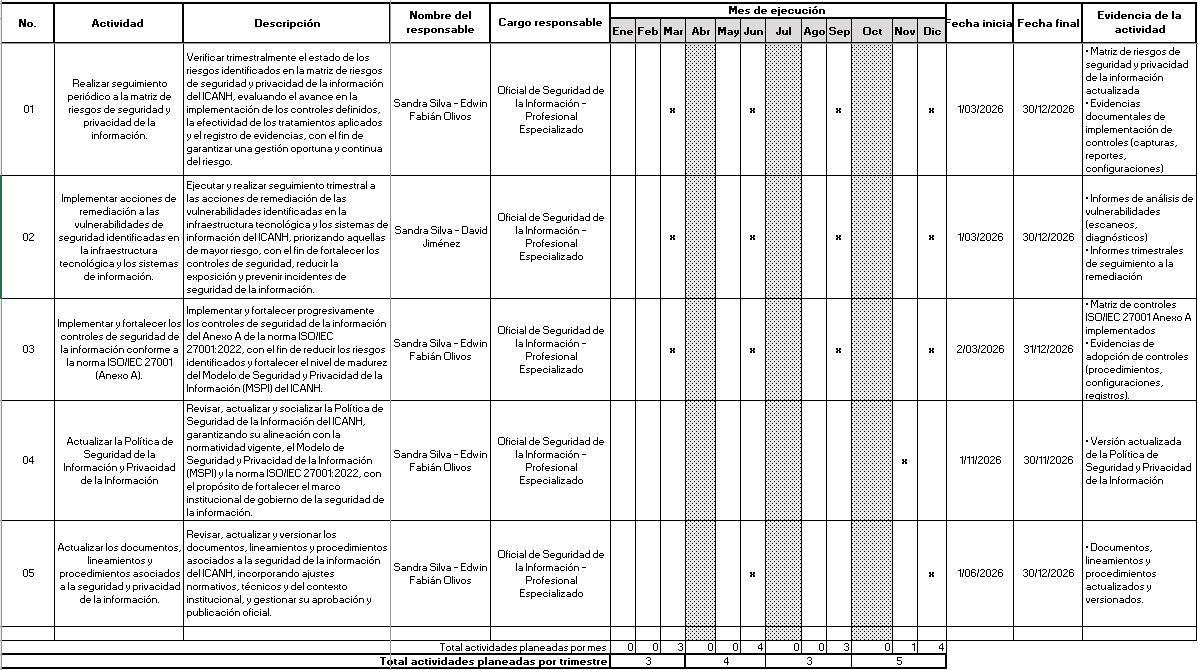 No.
Actividad
Descripción
Nombre del
responsable
Cargo responsable
Mes de ejecución
Ene Feb Mar Abr May Jun Jul Ago Sep Oct Nov Dic
Fecha inicia
Fecha final
Evidencia de la
actividad
01
Realizar seguimiento
periódico a la matriz de
riesgos de seguridad y
privacidad de la
información.
Verificar trimestralmente el estado de los
riesgos identificados en la matriz de riesgos
de seguridad y privacidad de la información
del ICANH, evaluando el avance en la
implementación de los controles definidos,
la efectividad de los tratamientos aplicados
y el registro de evidencias, con el fin de
garantizar una gestión oportuna y continua
del riesgo.
Sandra Silva - Edwin
Fabián Olivos
Oficial de Seguridad de
la Información -
Profesional
Especializado
x x x x
1/03/2026
30/12/2026
• Matriz de riesgos de
seguridad y privacidad
de la información
actualizada
• Evidencias
documentales de
implementación de
controles (capturas,
reportes,
configuraciones)
02
Implementar acciones de
remediación a las
vulnerabilidades de
seguridad identificadas en
la infraestructura
tecnológica y los sistemas
de información.
Ejecutar y realizar seguimiento trimestral a
las acciones de remediación de las
vulnerabilidades identificadas en la
infraestructura tecnológica y los sistemas de
información del ICANH, priorizando aquellas
de mayor riesgo, con el fin de fortalecer los
controles de seguridad, reducir la
exposición y prevenir incidentes de
seguridad de la información.
Sandra Silva - David
Jiménez
Oficial de Seguridad de
la Información -
Profesional
Especializado
x x x x
1/03/2026
30/12/2026
• Informes de análisis de
vulnerabilidades
(escaneos,
diagnósticos)
• Informes trimestrales
de seguimiento a la
remediación
03
Implementar y fortalecer los
controles de seguridad de
la información conforme a
la norma ISO/IEC 27001
(Anexo A).
Implementar y fortalecer progresivamente
los controles de seguridad de la información
del Anexo A de la norma ISO/IEC
27001:2022, con el fin de reducir los riesgos
identificados y fortalecer el nivel de madurez
del Modelo de Seguridad y Privacidad de la
Información (MSPI) del ICANH.
Sandra Silva - Edwin
Fabián Olivos
Oficial de Seguridad de
la Información -
Profesional
Especializado
x x x x
2/03/2026
31/12/2026
• Matriz de controles
ISO/IEC 27001 Anexo A
implementados
• Evidencias de
adopción de controles
(procedimientos,
configuraciones,
registros).
04
Actualizar la Política de
Seguridad de la
Información y Privacidad
de la Información
Revisar, actualizar y socializar la Política de
Seguridad de la Información del ICANH,
garantizando su alineación con la
normatividad vigente, el Modelo de
Seguridad y Privacidad de la Información
(MSPI) y la norma ISO/IEC 27001:2022, con
el propósito de fortalecer el marco
institucional de gobierno de la seguridad de
la información.
Sandra Silva - Edwin
Fabián Olivos
Oficial de Seguridad de
la Información -
Profesional
Especializado
x
1/11/2026
30/11/2026
• Versión actualizada
de la Política de
Seguridad y Privacidad
de la Información
05
Actualizar los documentos,
lineamientos y
procedimientos asociados
a la seguridad y privacidad
de la información.
Revisar, actualizar y versionar los
documentos, lineamientos y procedimientos
asociados a la seguridad de la información
del ICANH, incorporando ajustes
normativos, técnicos y del contexto
institucional, y gestionar su aprobación y
publicación oficial.
Sandra Silva - Edwin
Fabián Olivos
Oficial de Seguridad de
la Información -
Profesional
Especializado
x x
1/06/2026
30/12/2026
• Documentos,
lineamientos y
procedimientos
actualizados y
versionados.
Total actividades planeadas por mes 0 0 3 0 0 4 0 0 3 0 1 4
Total actividades planeadas por trimestre 3 4 3 5